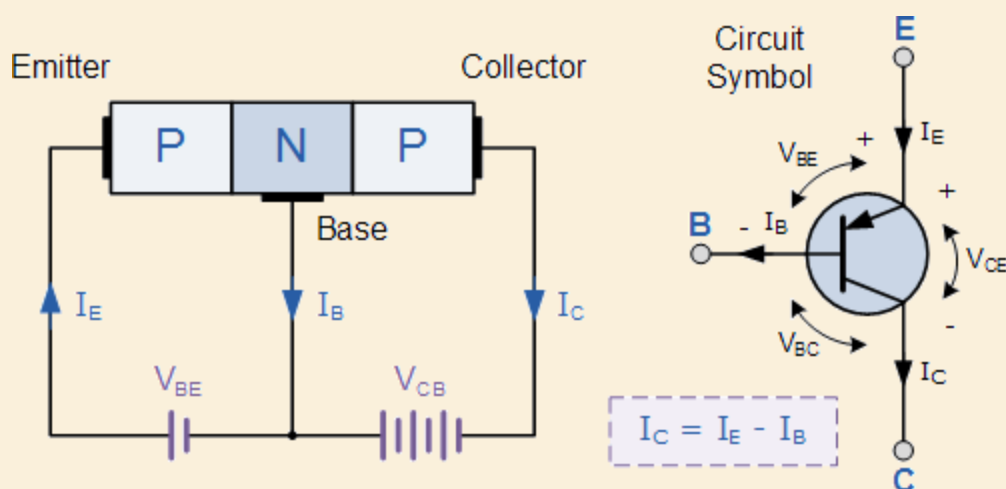 Emitter
Collector
P
N
P
Base
I_E
I_B
I_C
V_BE
V_CB
Circuit
Symbol
E
I_E
V_BE
+
+
B
-
I_B
V_CE
V_BC
-
I_C
I_C = I_E - I_B
C